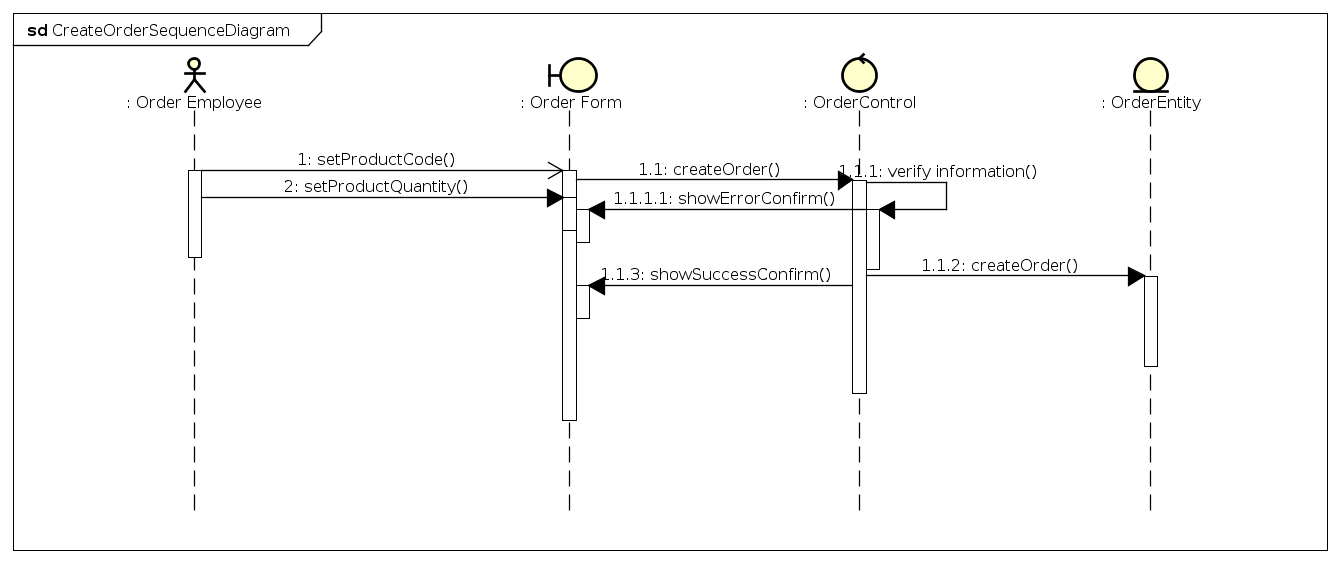 sd CreateOrderSequenceDiagram
: Order Employee
: Order Form
: OrderControl
: OrderEntity
1: setProductCode()
1.1: createOrder()
1.1.1: verify information()
2: setProductQuantity()
1.1.1.1: showErrorConfirm()
1.1.2: createOrder()
1.1.3: showSuccessConfirm()